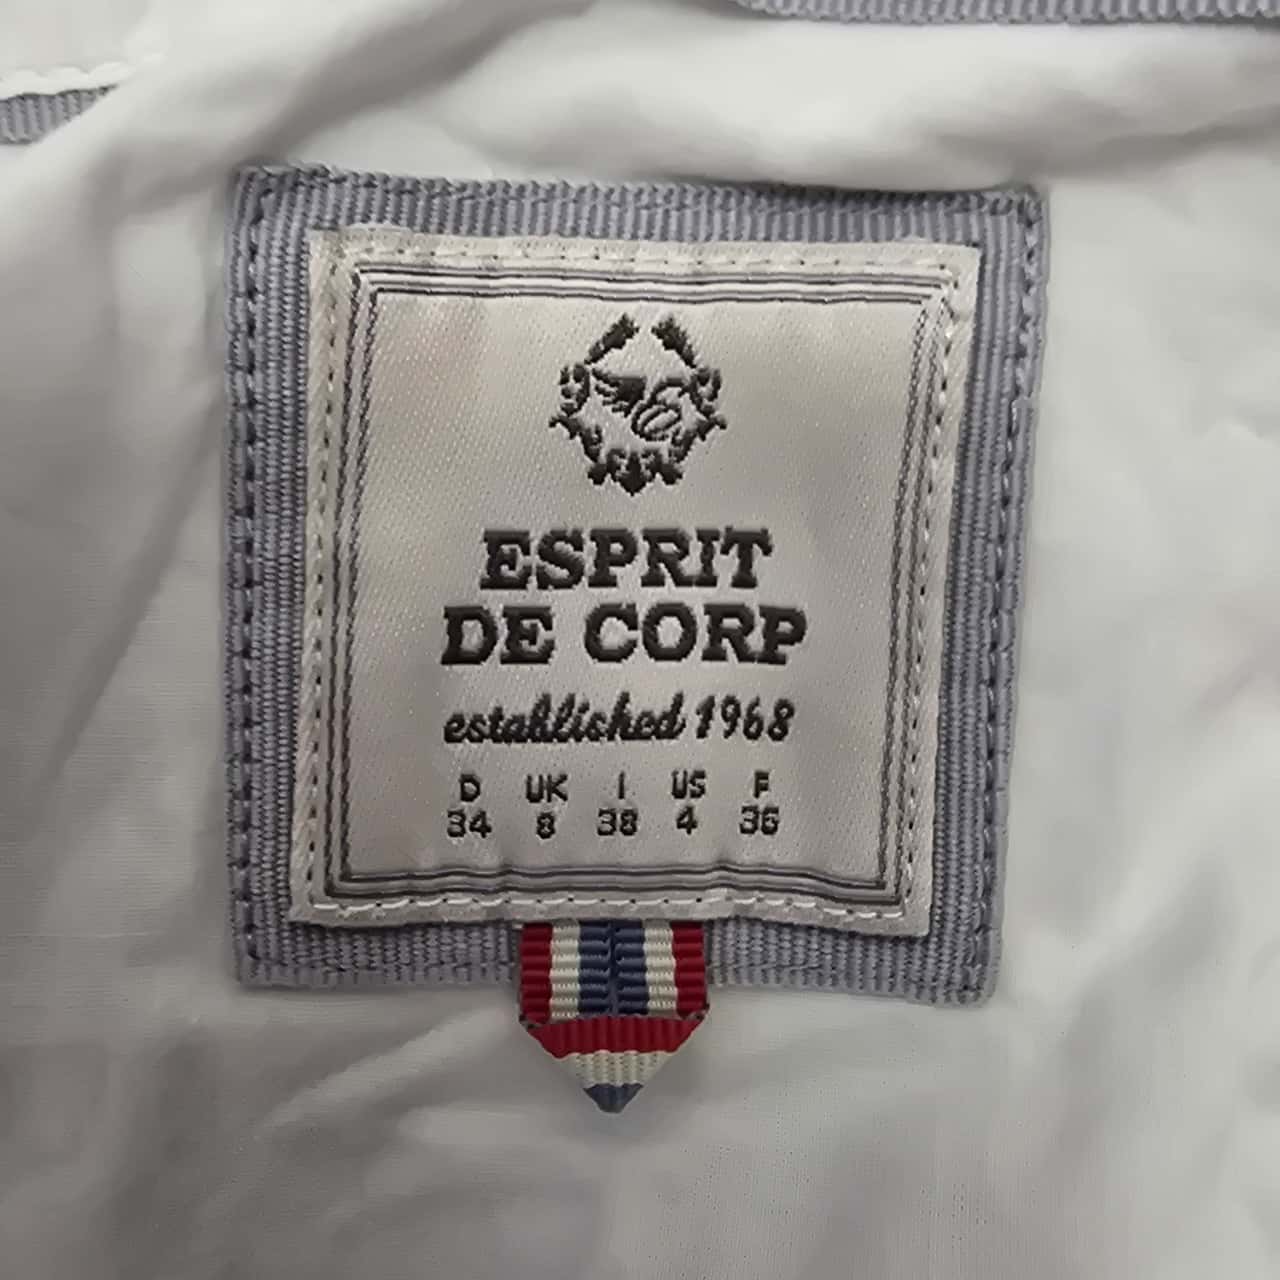 ESPRIT
DE CORP
established 1968
D UK I US F
34 8 38 4 36